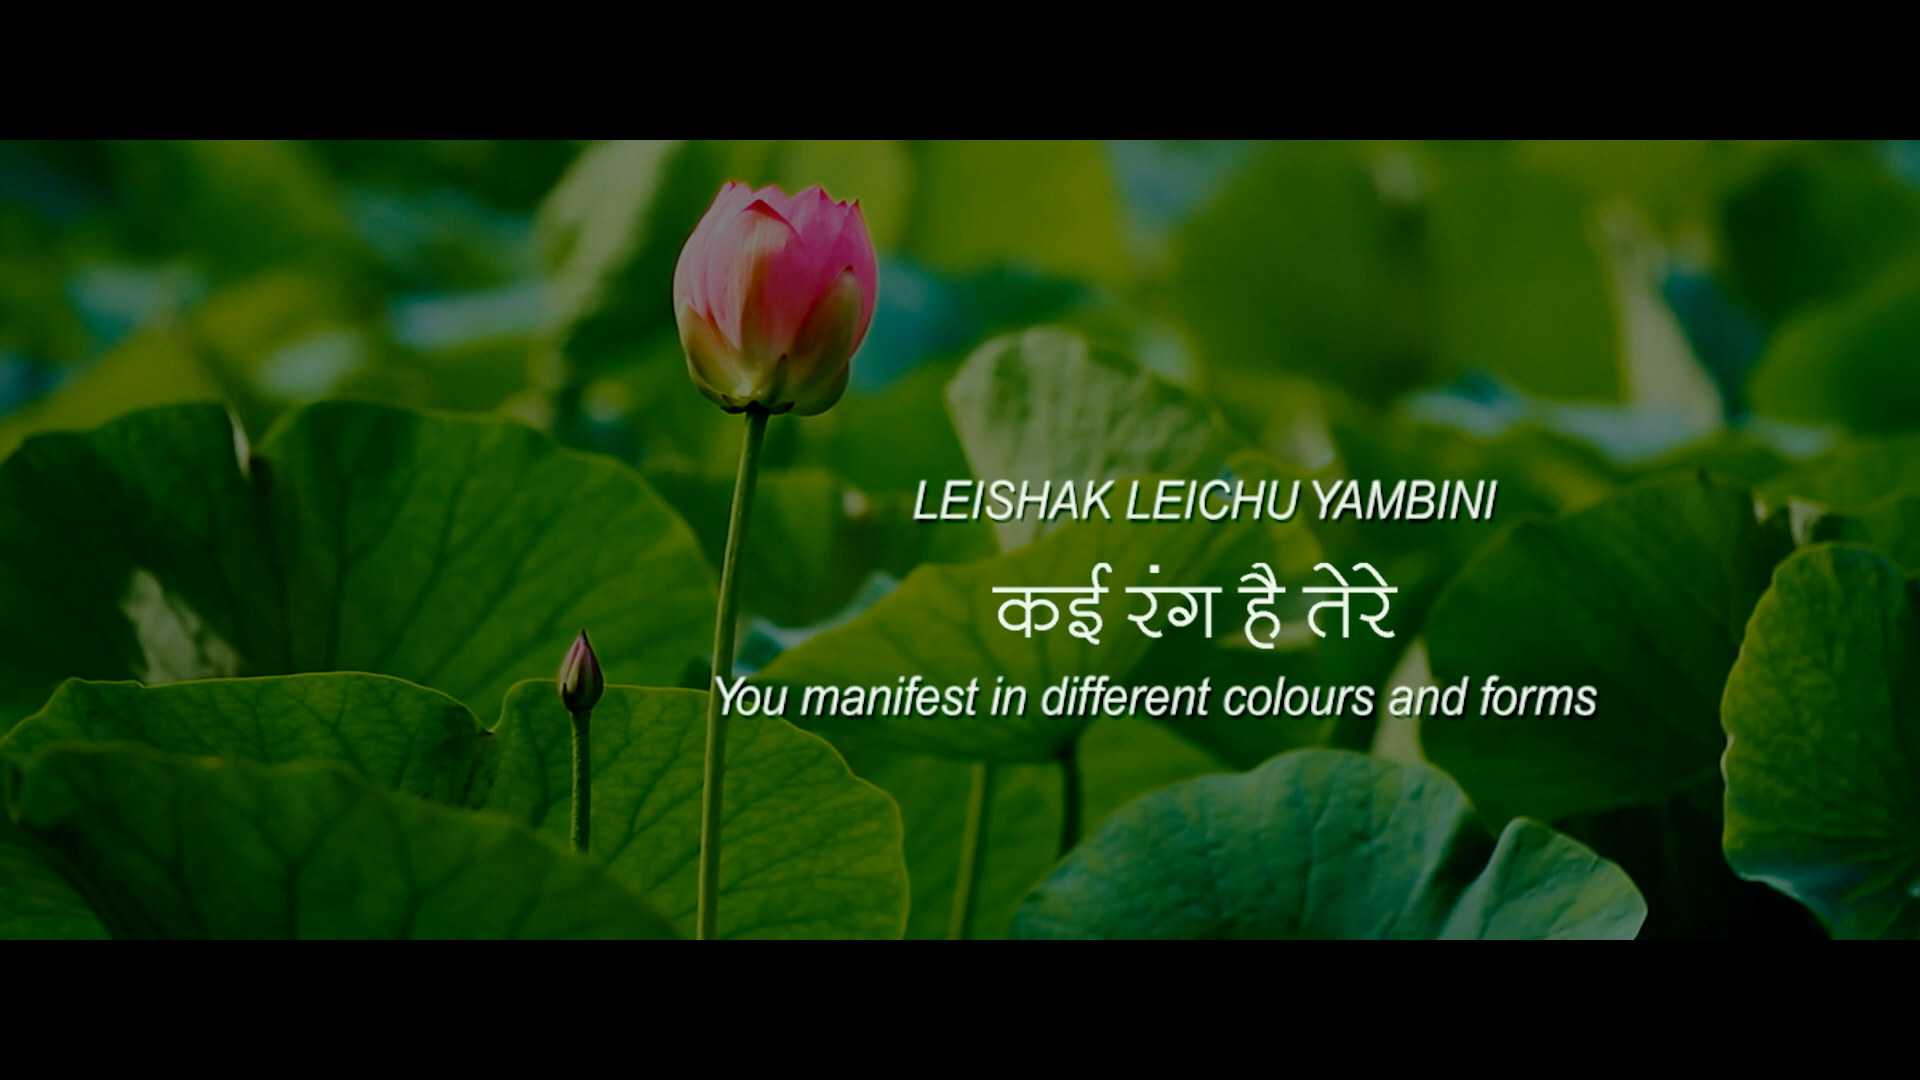 LEISHAK LEICHU YAMBINI
कई रंग है तेरे
You manifest in different colours and forms